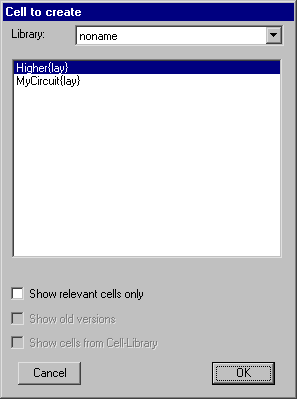 Cell to create
Library: noname
Higher{lay}
MyCircuit{lay}
Show relevant cells only
Show old versions
Show cells from Cell-Library
Cancel OK